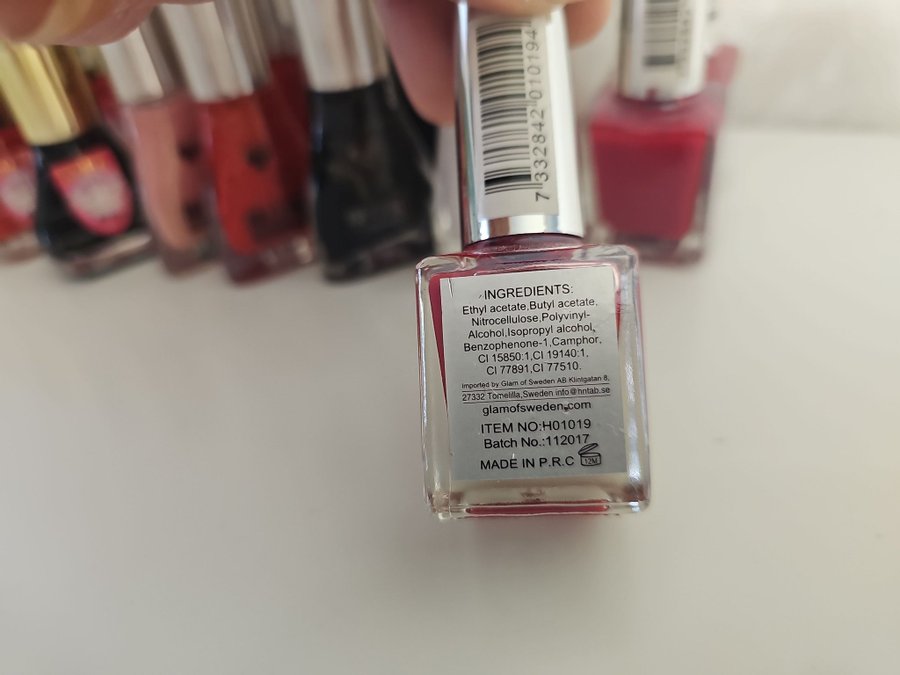 7 332842 010194
INGREDIENTS:
Ethyl acetate,Butyl acetate,
Nitrocellulose,Polyvinyl-
Alcohol,Isopropyl alcohol,
Benzophenone-1,Camphor,
CI 15850:1,CI 19140:1,
CI 77891,CI 77510.
Imported by Glam of Sweden AB Klintgatan 8,
27332 Tomelilla,Sweden info@hntab.se
glamofsweden.com
ITEM NO:H01019
Batch No.:112017
MADE IN P.R.C 12M